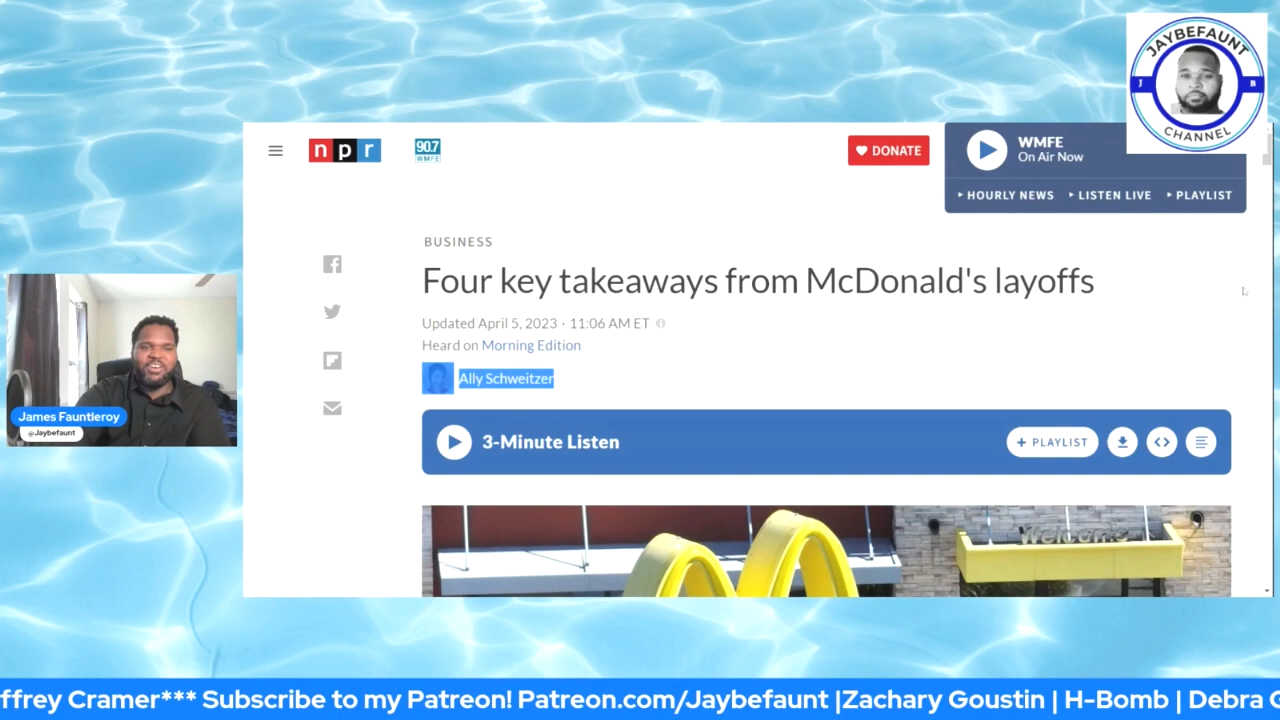 JAYBEFAUNT
J B
CHANNEL
npr
90.7
WMFE
DONATE
WMFE
On Air Now
HOURLY NEWS
LISTEN LIVE
PLAYLIST
BUSINESS
Four key takeaways from McDonald's layoffs
Updated April 5, 2023 · 11:06 AM ET
Heard on Morning Edition
Ally Schweitzer
3-Minute Listen
+ PLAYLIST
Welcome
James Fauntleroy
@Jaybefaunt
ffrey Cramer*** Subscribe to my Patreon! Patreon.com/Jaybefaunt |Zachary Goustin | H-Bomb | Debra